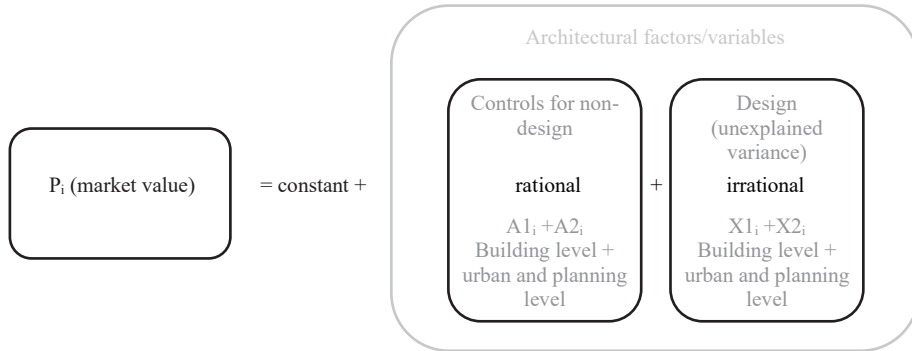 Architectural factors/variables
Controls for non-
design
Design
(unexplained
variance)
Pᵢ (market value)
= constant +
rational
+
irrational
A1ᵢ +A2ᵢ
Building level +
urban and planning
level
X1ᵢ +X2ᵢ
Building level +
urban and planning
level